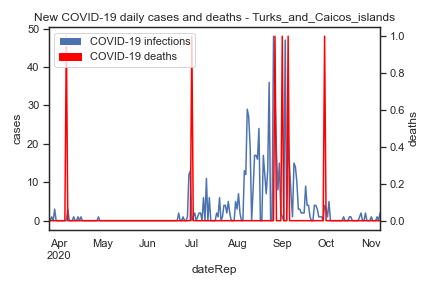 New COVID-19 daily cases and deaths - Turks_and_Caicos_islands
COVID-19 infections
COVID-19 deaths
50
40
30
20
10
0
cases
1.0
0.8
0.6
0.4
0.2
0.0
deaths
Apr May Jun Jul Aug Sep Oct Nov
2020
dateRep